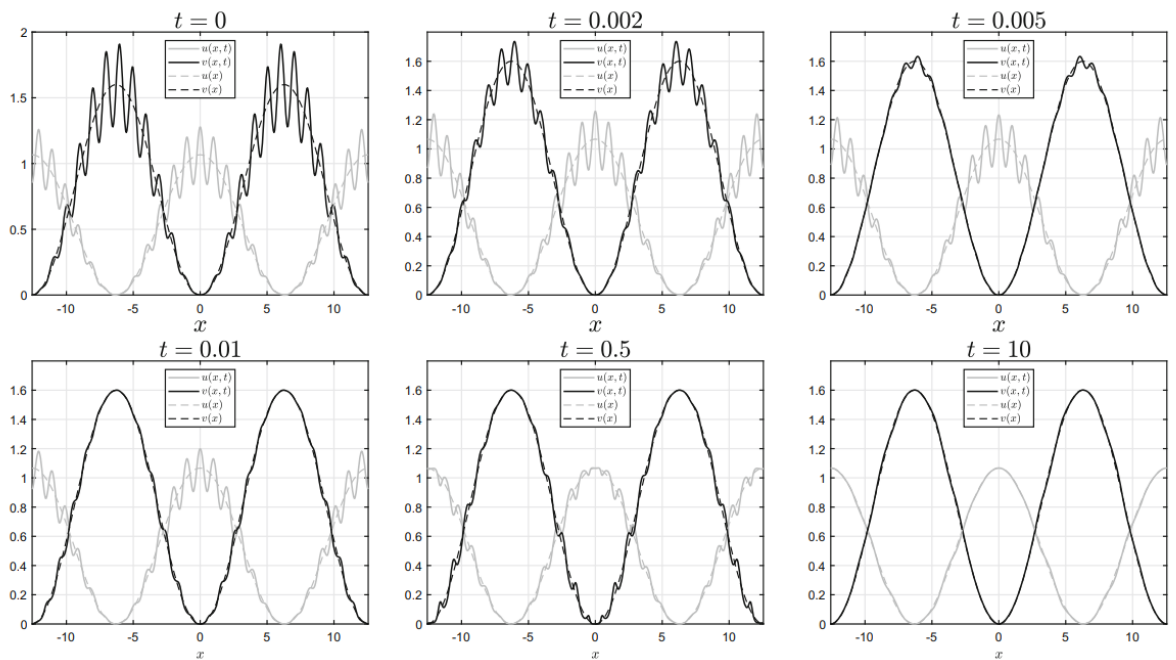 t = 0
2
1.5
1
0.5
0
u(x, t)
v(x, t)
u(x)
v(x)
-10 -5 0 5 10
x
t = 0.002
1.6
1.4
1.2
1
0.8
0.6
0.4
0.2
0
u(x, t)
v(x, t)
u(x)
v(x)
-10 -5 0 5 10
x
t = 0.005
1.6
1.4
1.2
1
0.8
0.6
0.4
0.2
0
u(x, t)
v(x, t)
u(x)
v(x)
-10 -5 0 5 10
x
t = 0.01
1.6
1.4
1.2
1
0.8
0.6
0.4
0.2
0
u(x, t)
v(x, t)
u(x)
v(x)
-10 -5 0 5 10
x
t = 0.5
1.6
1.4
1.2
1
0.8
0.6
0.4
0.2
0
u(x, t)
v(x, t)
u(x)
v(x)
-10 -5 0 5 10
x
t = 10
1.6
1.4
1.2
1
0.8
0.6
0.4
0.2
0
u(x, t)
v(x, t)
u(x)
v(x)
-10 -5 0 5 10
x